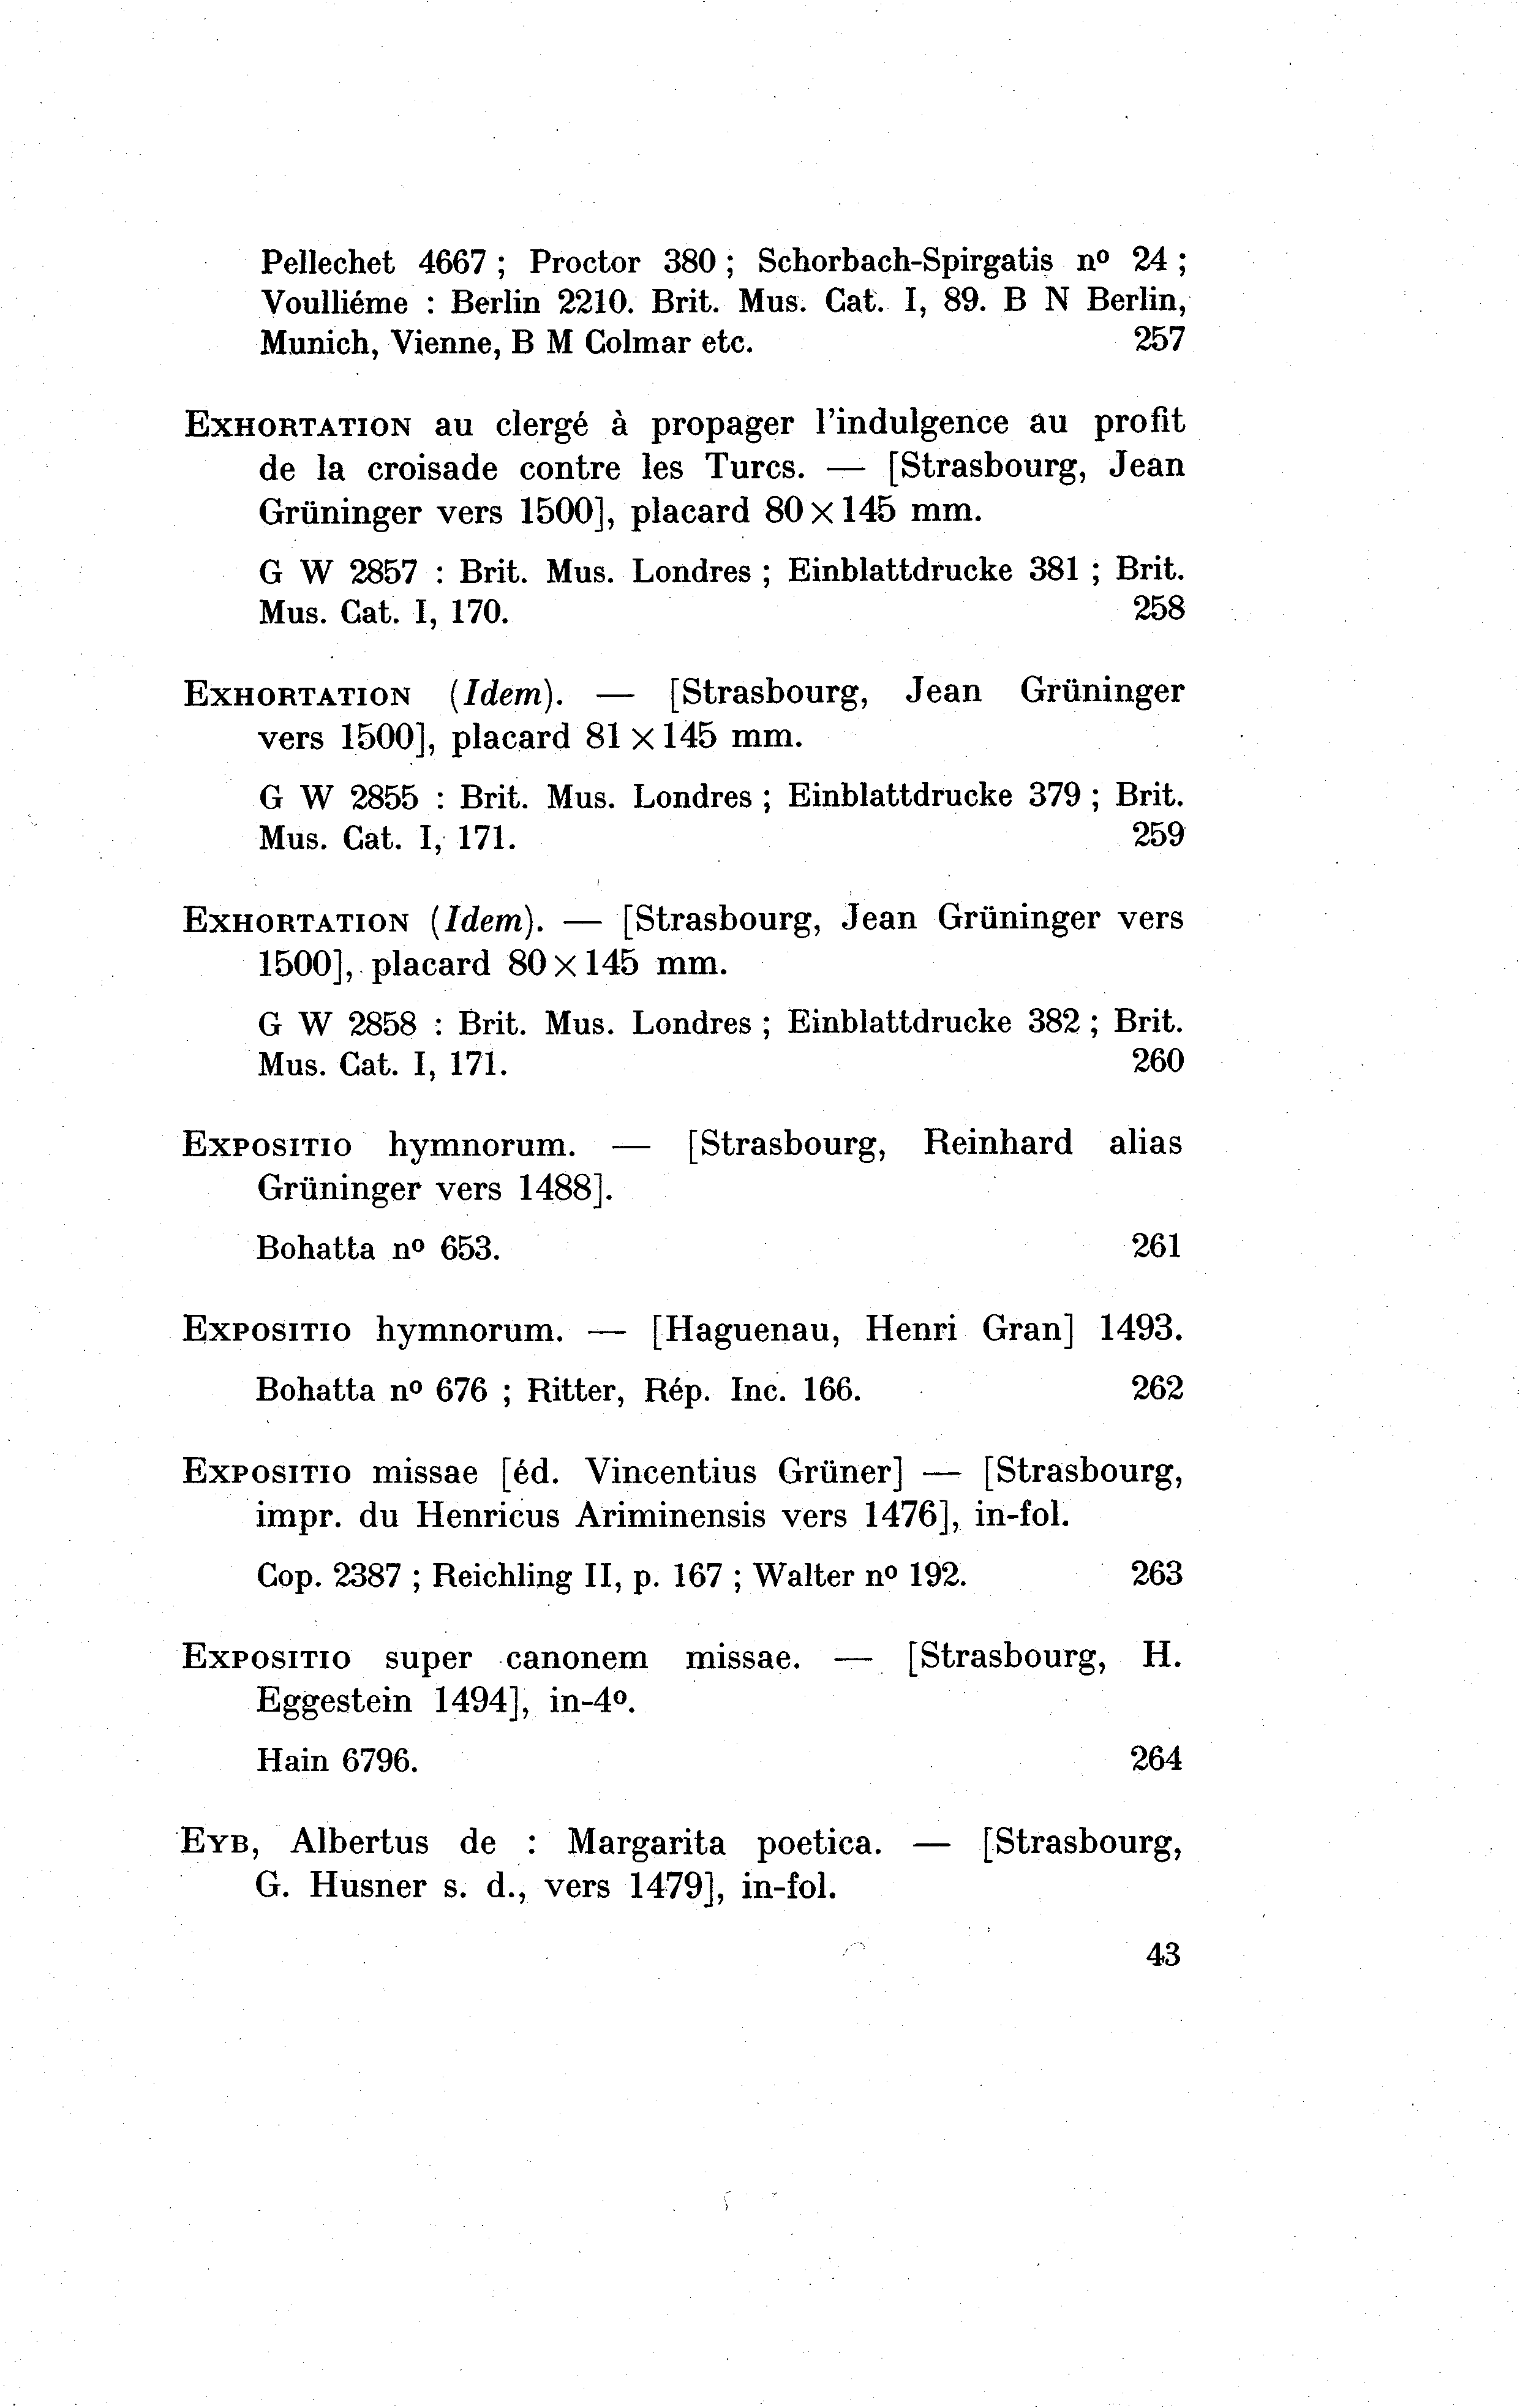 Pellechet 4667 ; Proctor 380 ; Schorbach-Spirgatis nº 24 ;
Voulliéme : Berlin 2210. Brit. Mus. Cat. I, 89. B N Berlin,
Munich, Vienne, B M Colmar etc. 257
EXHORTATION au clergé à propager l'indulgence au profit
de la croisade contre les Turcs. — [Strasbourg, Jean
Grüninger vers 1500], placard 80×145 mm.
G W 2857 : Brit. Mus. Londres ; Einblattdrucke 381 ; Brit.
Mus. Cat. I, 170. 258
EXHORTATION (Idem). — [Strasbourg, Jean Grüninger
vers 1500], placard 81×145 mm.
G W 2855 : Brit. Mus. Londres ; Einblattdrucke 379 ; Brit.
Mus. Cat. I, 171. 259
EXHORTATION (Idem). — [Strasbourg, Jean Grüninger vers
1500], placard 80×145 mm.
G W 2858 : Brit. Mus. Londres ; Einblattdrucke 382 ; Brit.
Mus. Cat. I, 171. 260
EXPOSITIO hymnorum. — [Strasbourg, Reinhard alias
Grüninger vers 1488].
Bohatta nº 653. 261
EXPOSITIO hymnorum. — [Haguenau, Henri Gran] 1493.
Bohatta nº 676 ; Ritter, Rép. Inc. 166. 262
EXPOSITIO missae [éd. Vincentius Grüner] — [Strasbourg,
impr. du Henricus Ariminensis vers 1476], in-fol.
Cop. 2387 ; Reichling II, p. 167 ; Walter nº 192. 263
EXPOSITIO super canonem missae. — [Strasbourg, H.
Eggestein 1494], in-4º.
Hain 6796. 264
EYB, Albertus de : Margarita poetica. — [Strasbourg,
G. Husner s. d., vers 1479], in-fol.
43